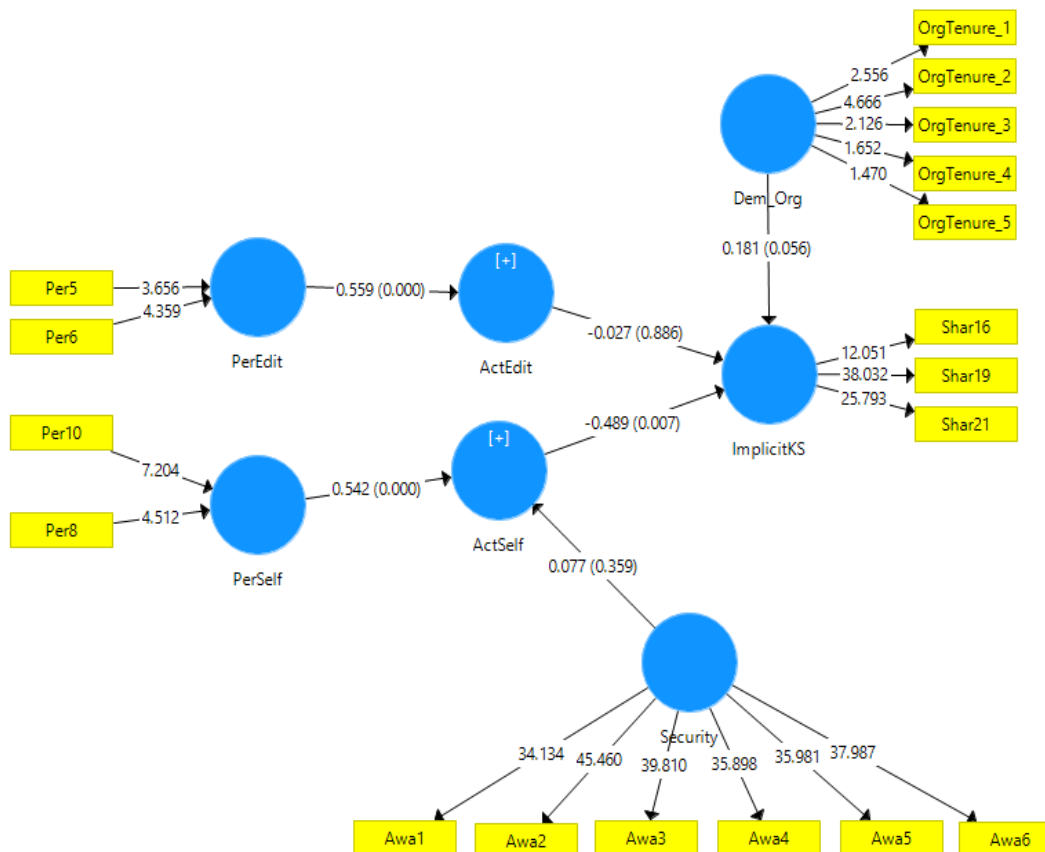 OrgTenure_1
2.556
OrgTenure_2
4.666
2.126
OrgTenure_3
1.652
OrgTenure_4
1.470
OrgTenure_5
Dem_Org
0.181 (0.056)
Per5
3.656
Per6
4.359
PerEdit
0.559 (0.000)
[+]
ActEdit
-0.027 (0.886)
Shar16
12.051
38.032
Shar19
25.793
Shar21
ImplicitKS
Per10
7.204
Per8
4.512
PerSelf
0.542 (0.000)
[+]
ActSelf
-0.489 (0.007)
0.077 (0.359)
Security
34.134
45.460
39.810
35.898
35.981
37.987
Awa1
Awa2
Awa3
Awa4
Awa5
Awa6